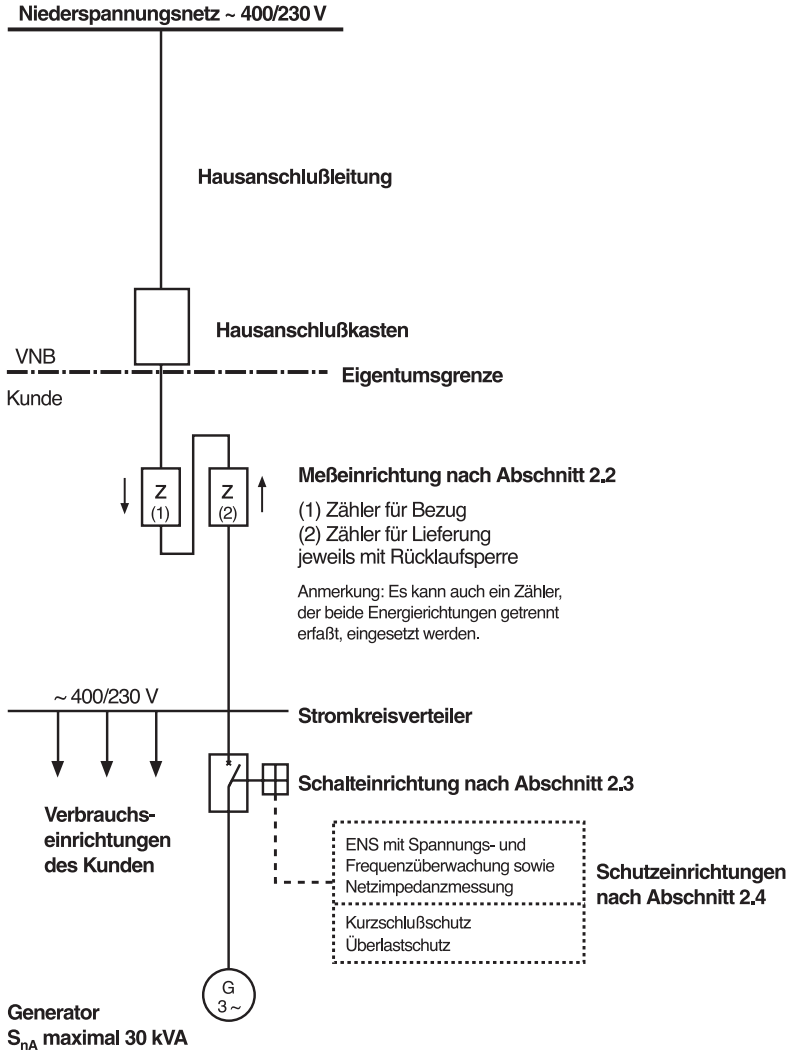 Niederspannungsnetz ~ 400/230 V
Hausanschlußleitung
Hausanschlußkasten
VNB
Eigentumsgrenze
Kunde
Z
(1)
Z
(2)
Meßeinrichtung nach Abschnitt 2.2
(1) Zähler für Bezug
(2) Zähler für Lieferung
jeweils mit Rücklaufsperre
Anmerkung: Es kann auch ein Zähler,
der beide Energierichtungen getrennt
erfaßt, eingesetzt werden.
~ 400/230 V
Stromkreisverteiler
Schalteinrichtung nach Abschnitt 2.3
Verbrauchs-
einrichtungen
des Kunden
ENS mit Spannungs- und
Frequenzüberwachung sowie
Netzimpedanzmessung
Kurzschlußschutz
Überlastschutz
Schutzeinrichtungen
nach Abschnitt 2.4
G
3 ~
Generator
SnA maximal 30 kVA